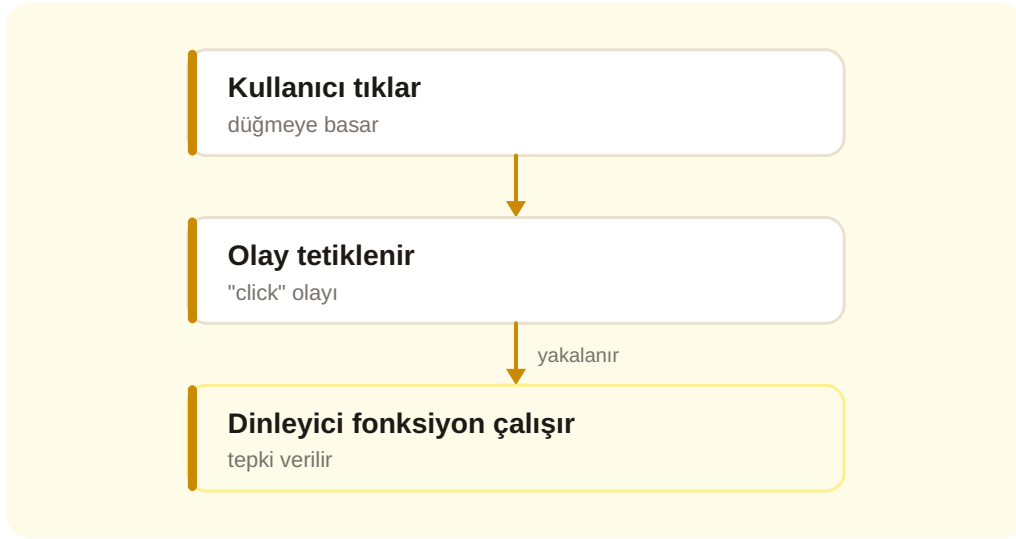 Kullanıcı tıklar
düğmeye basar
Olay tetiklenir
"click" olayı
yakalanır
Dinleyici fonksiyon çalışır
tepki verilir